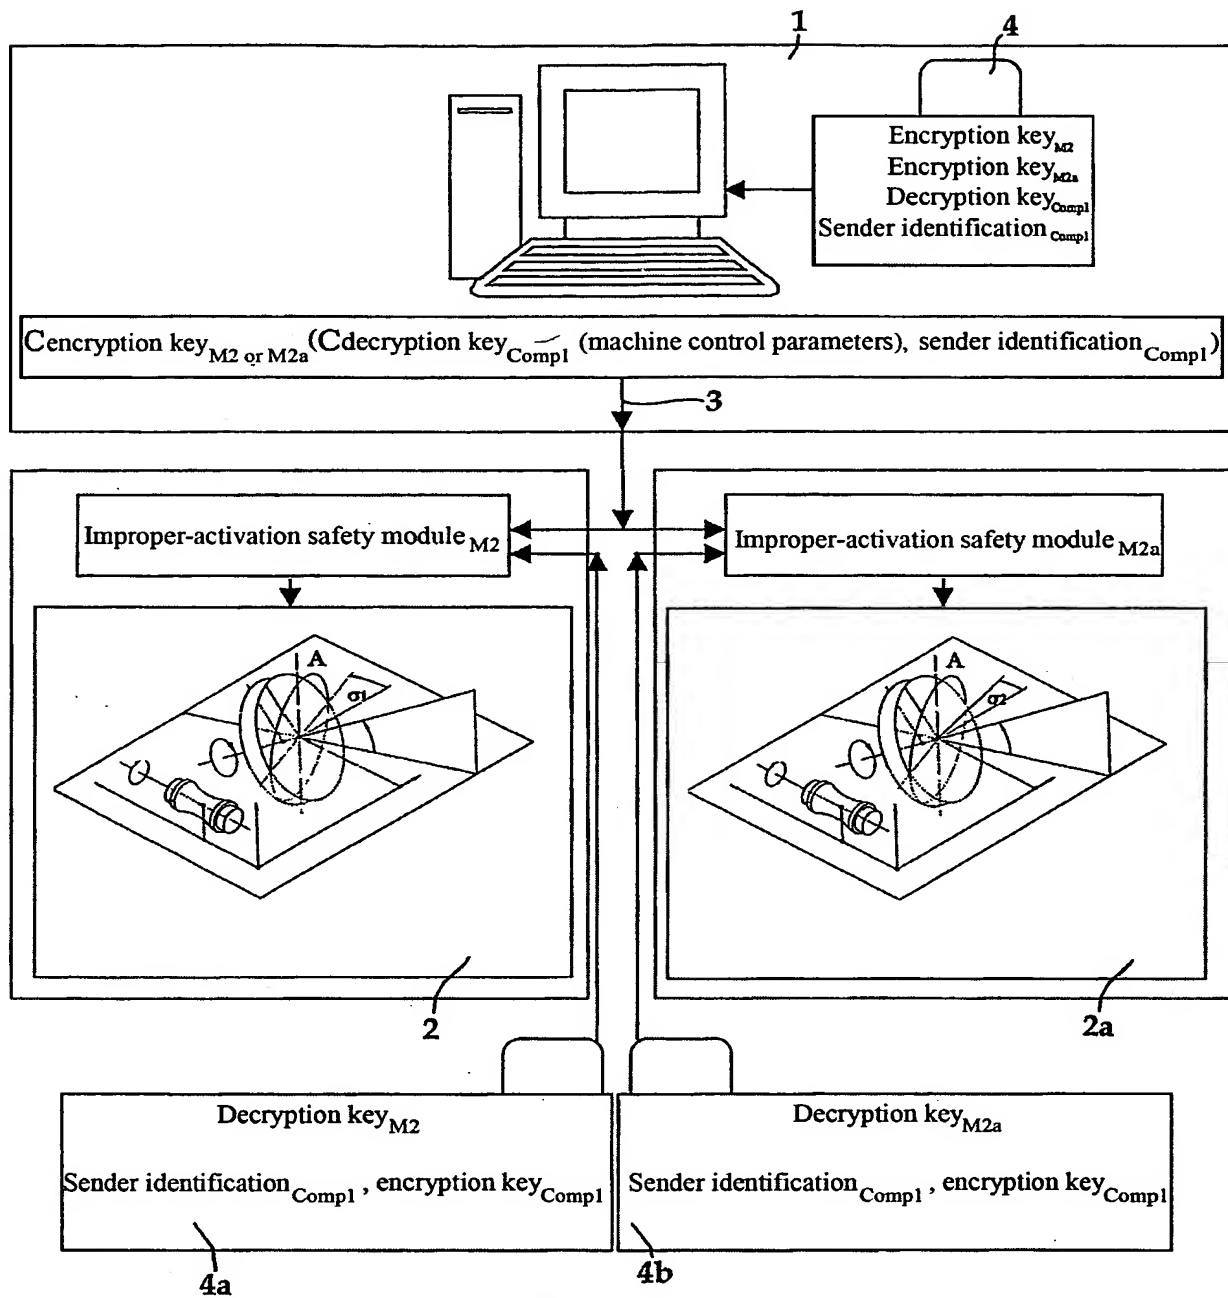 1
4
Encryption key M2
Encryption key M2a
Decryption key Comp1
Sender identification Comp1
Cencryption key M2 or M2a (Cdecryption key Comp1 (machine control parameters), sender identification Comp1)
3
Improper-activation safety module M2
Improper-activation safety module M2a
A
σ1
A
σ2
2
2a
Decryption key M2
Sender identification Comp1, encryption key Comp1
Decryption key M2a
Sender identification Comp1, encryption key Comp1
4a
4b